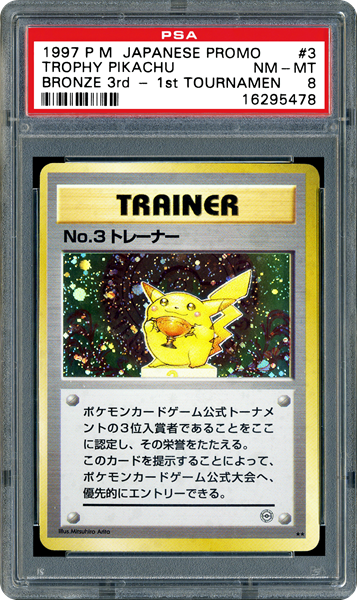 PSA
1997 P M JAPANESE PROMO #3
TROPHY PIKACHU NM-MT
BRONZE 3rd - 1st TOURNAMEN 8
16295478
TRAINER
No.3 トレーナー
ポケモンカードゲーム公式トーナメ
ントの3位入賞者であることをここ
に認定し、その栄誉をたたえる。
このカードを提示することによって、
ポケモンカードゲーム公式大会へ、
優先的にエントリーできる。
Illus.Mitsuhiro Arita
★★